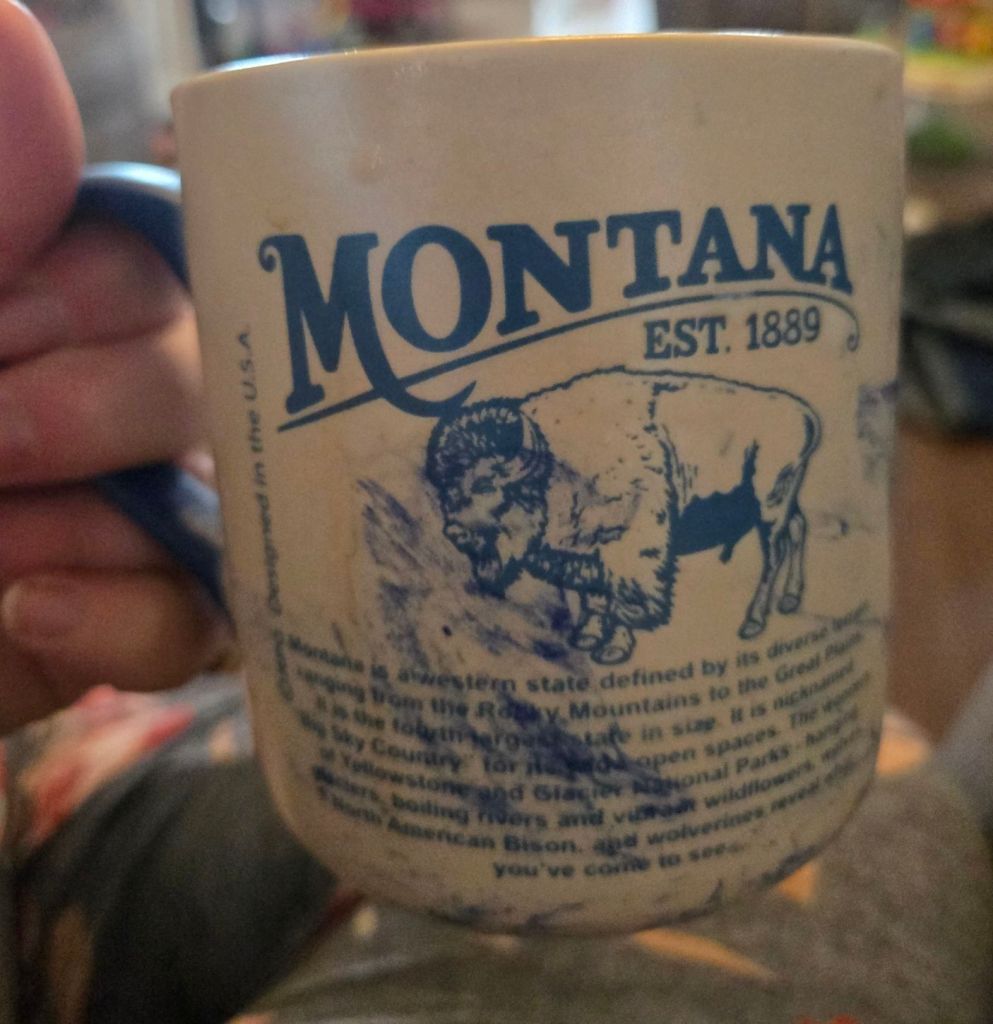 MONTANA
EST. 1889
Designed in the U.S.A.
Montana is a western state defined by its diverse
ranging from the Rocky Mountains to the Great Plains.
It is the fourth largest state in size. It is nicknamed
"Big Sky Country" for its open spaces. The
of Yellowstone and Glacier National Parks- hanging
glaciers, boiling rivers and vibrant wildflowers,
& North American Bison, and wolverines reveal
you've come to see...